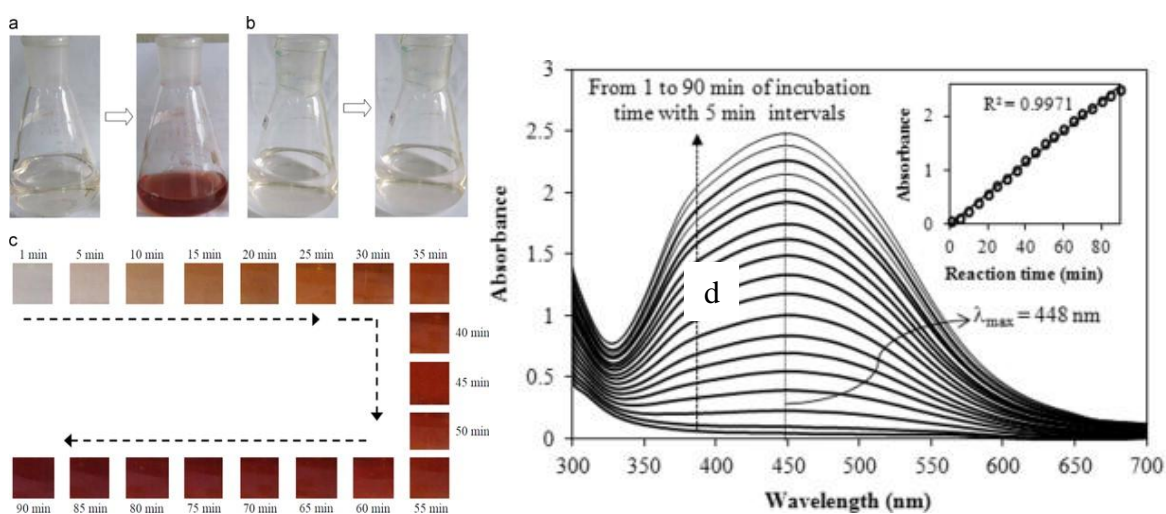 a
b
c
1 min
5 min
10 min
15 min
20 min
25 min
30 min
35 min
40 min
45 min
50 min
90 min
85 min
80 min
75 min
70 min
65 min
60 min
55 min
3
2.5
2
1.5
1
0.5
0
Absorbance
From 1 to 90 min of incubation
time with 5 min intervals
d
λmax = 448 nm
300
350
400
450
500
550
600
650
700
Wavelength (nm)
R² = 0.9971
Absorbance
2
1
0
0
20
40
60
80
Reaction time (min)